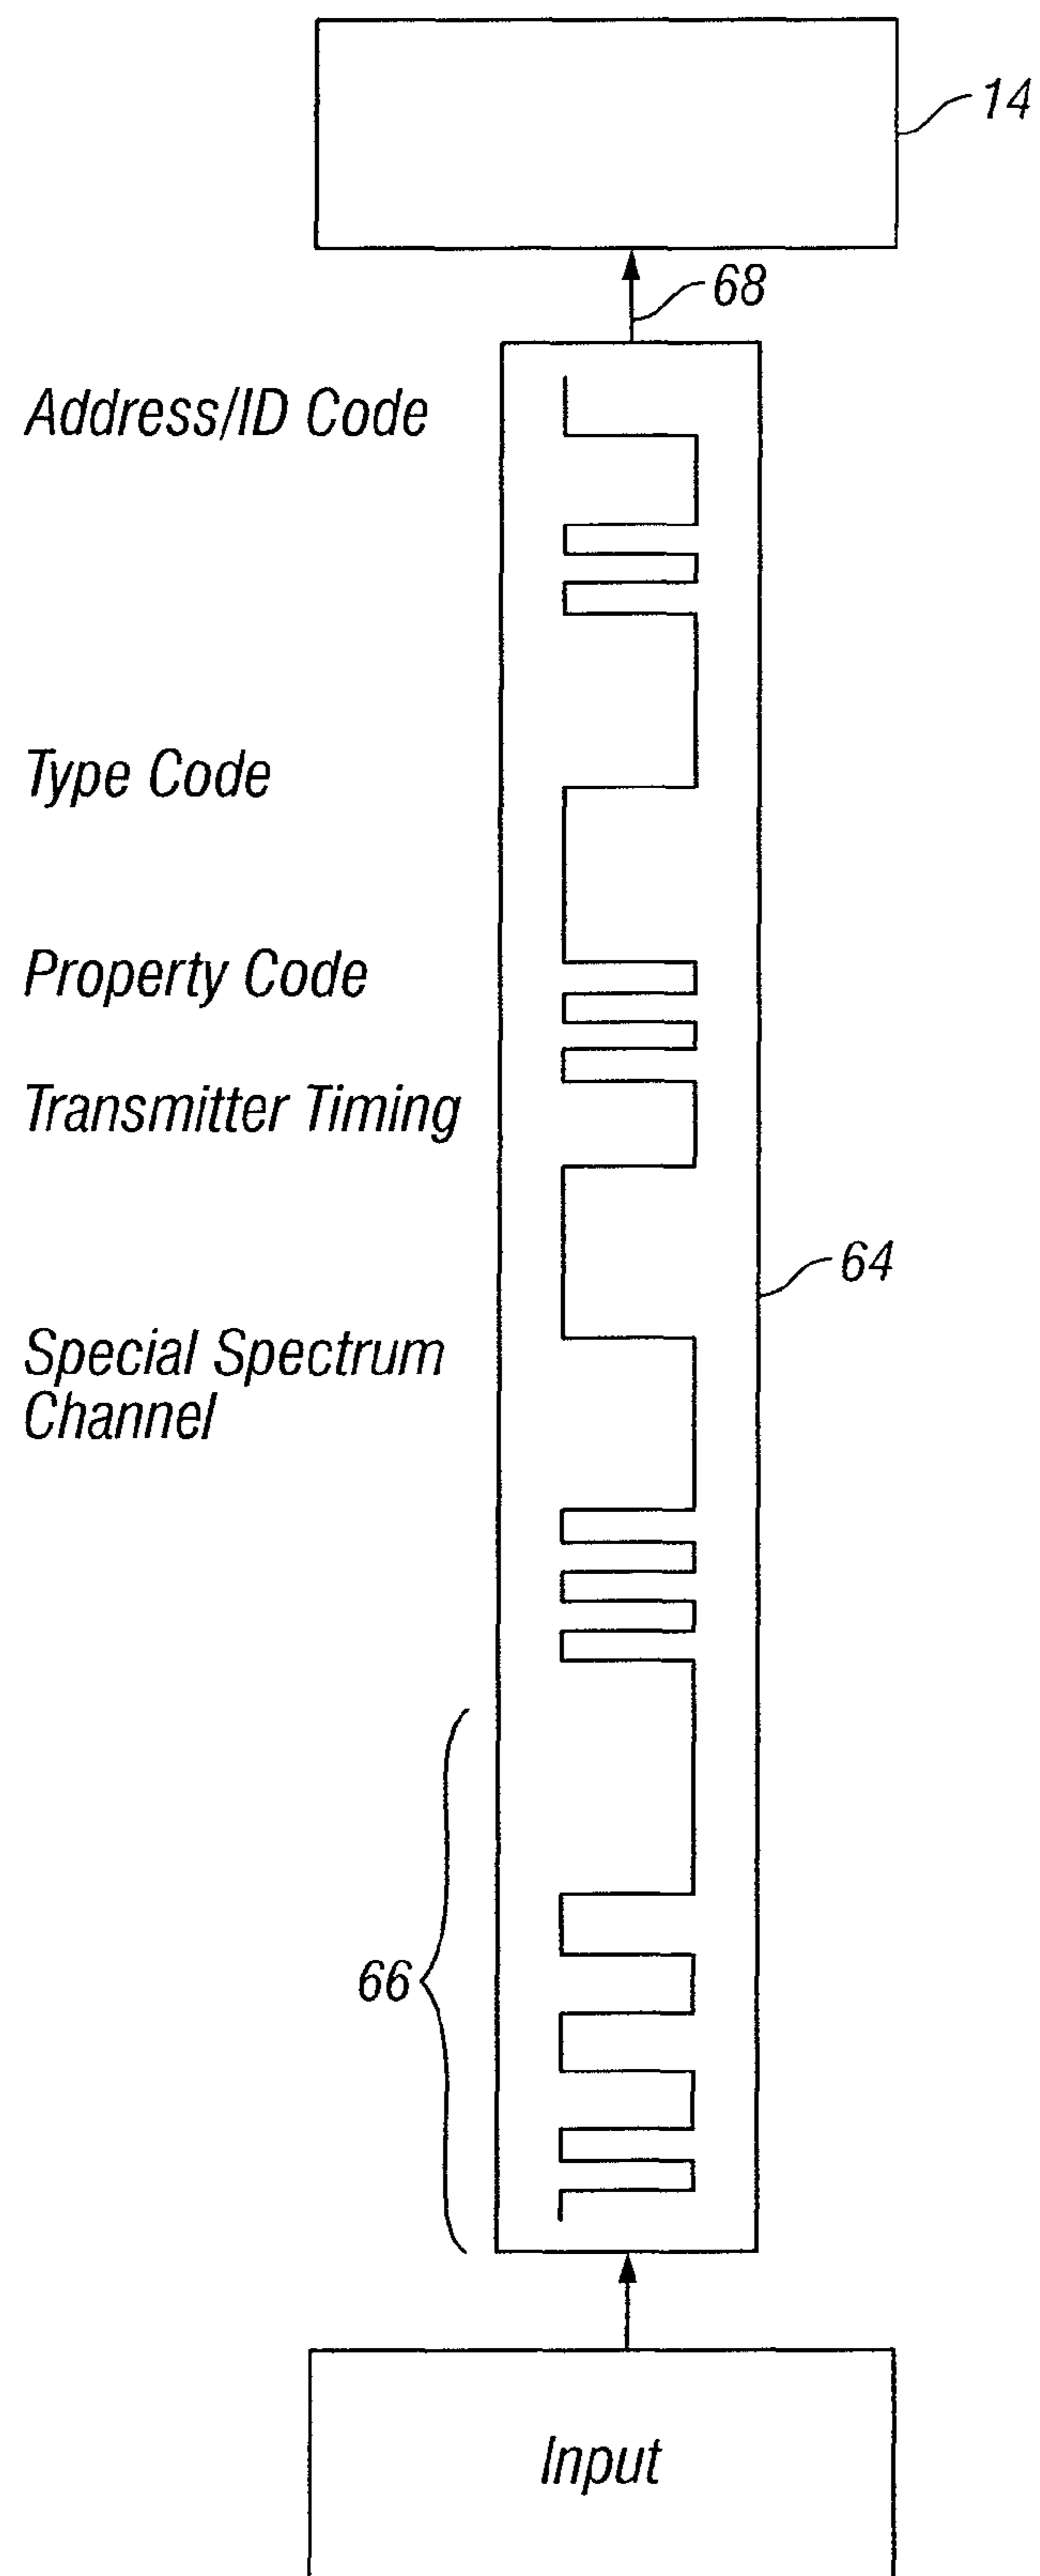 14
68
Address/ID Code
Type Code
Property Code
Transmitter Timing
64
Special Spectrum
Channel
66
Input